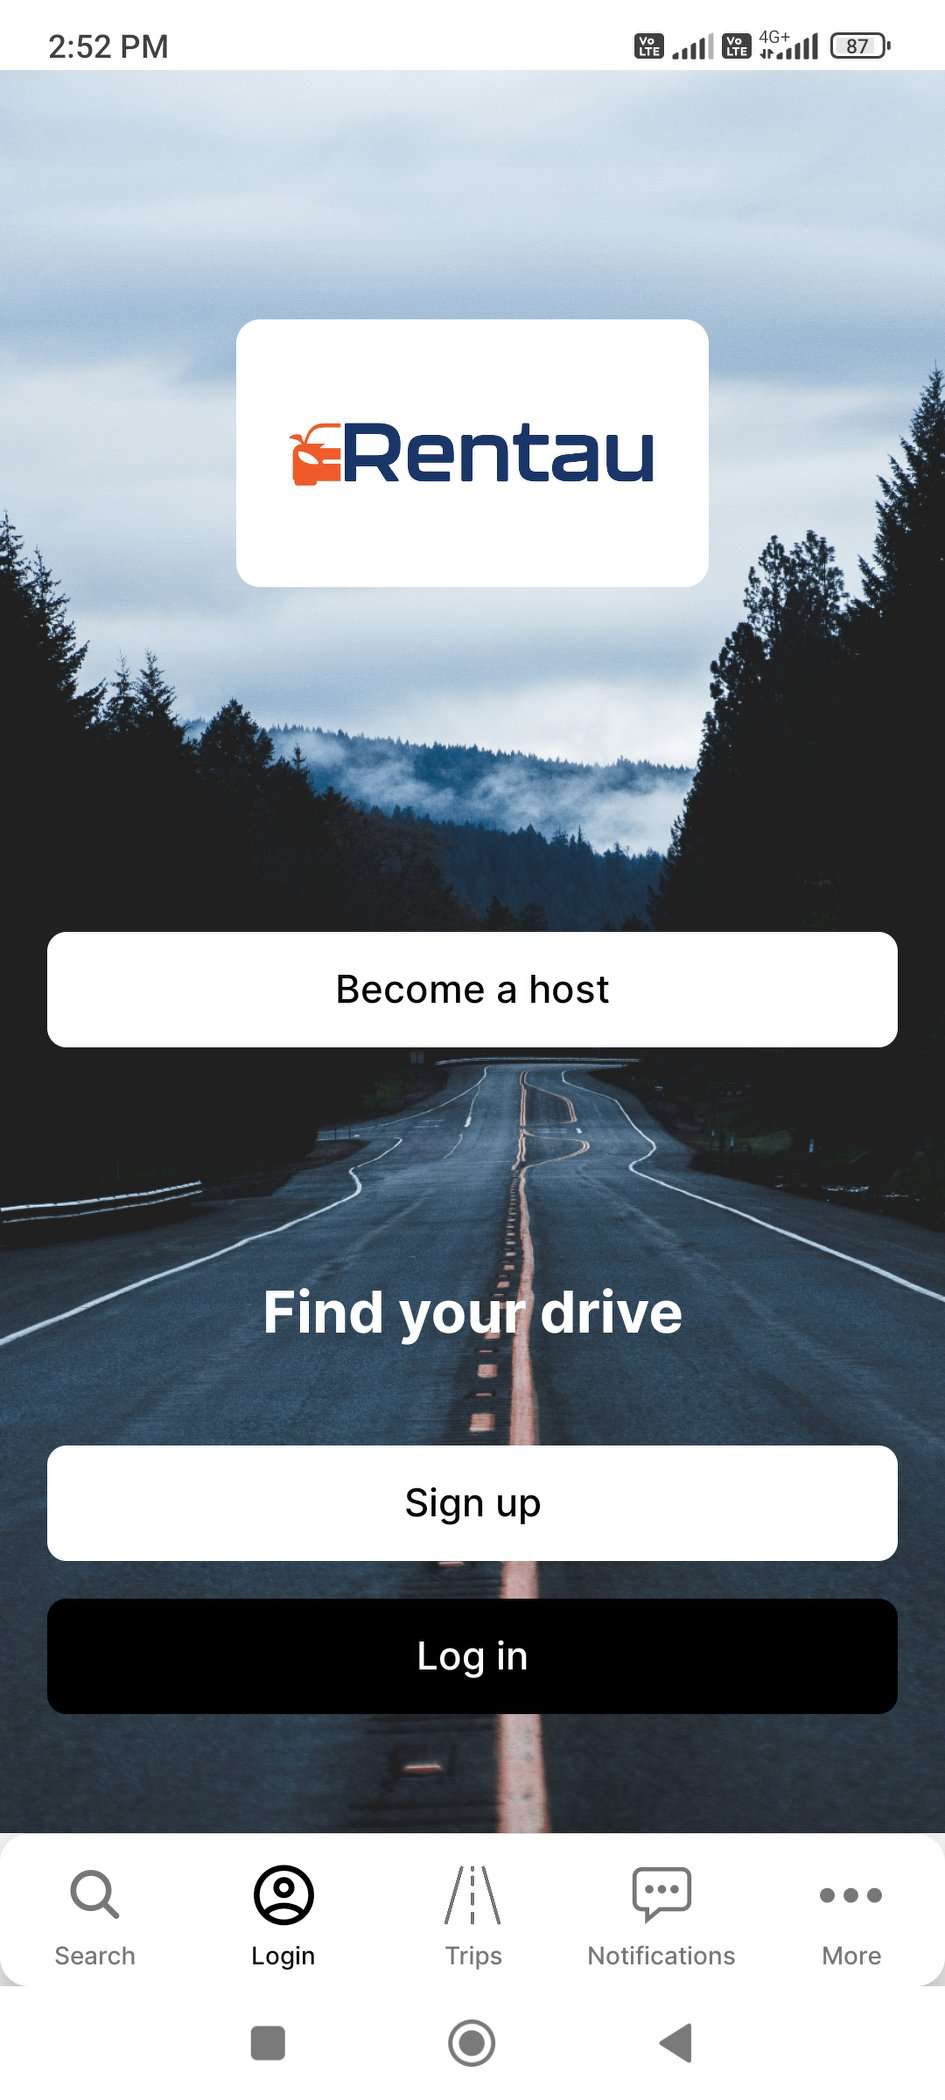 2:52 PM
Vo LTE Vo LTE 4G+ 87
Rentau
Become a host
Find your drive
Sign up
Log in
Search Login Trips Notifications More